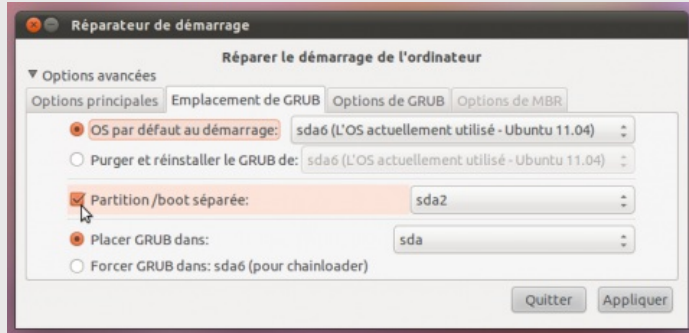 Réparateur de démarrage
Réparer le démarrage de l'ordinateur
Options avancées
Options principales Emplacement de GRUB Options de GRUB Options de MBR
OS par défaut au démarrage: sda6 (L'OS actuellement utilisé - Ubuntu 11.04)
Purger et réinstaller le GRUB de: sda6 (L'OS actuellement utilisé - Ubuntu 11.04)
Partition /boot séparée: sda2
Placer GRUB dans: sda
Forcer GRUB dans: sda6 (pour chainloader)
Quitter Appliquer